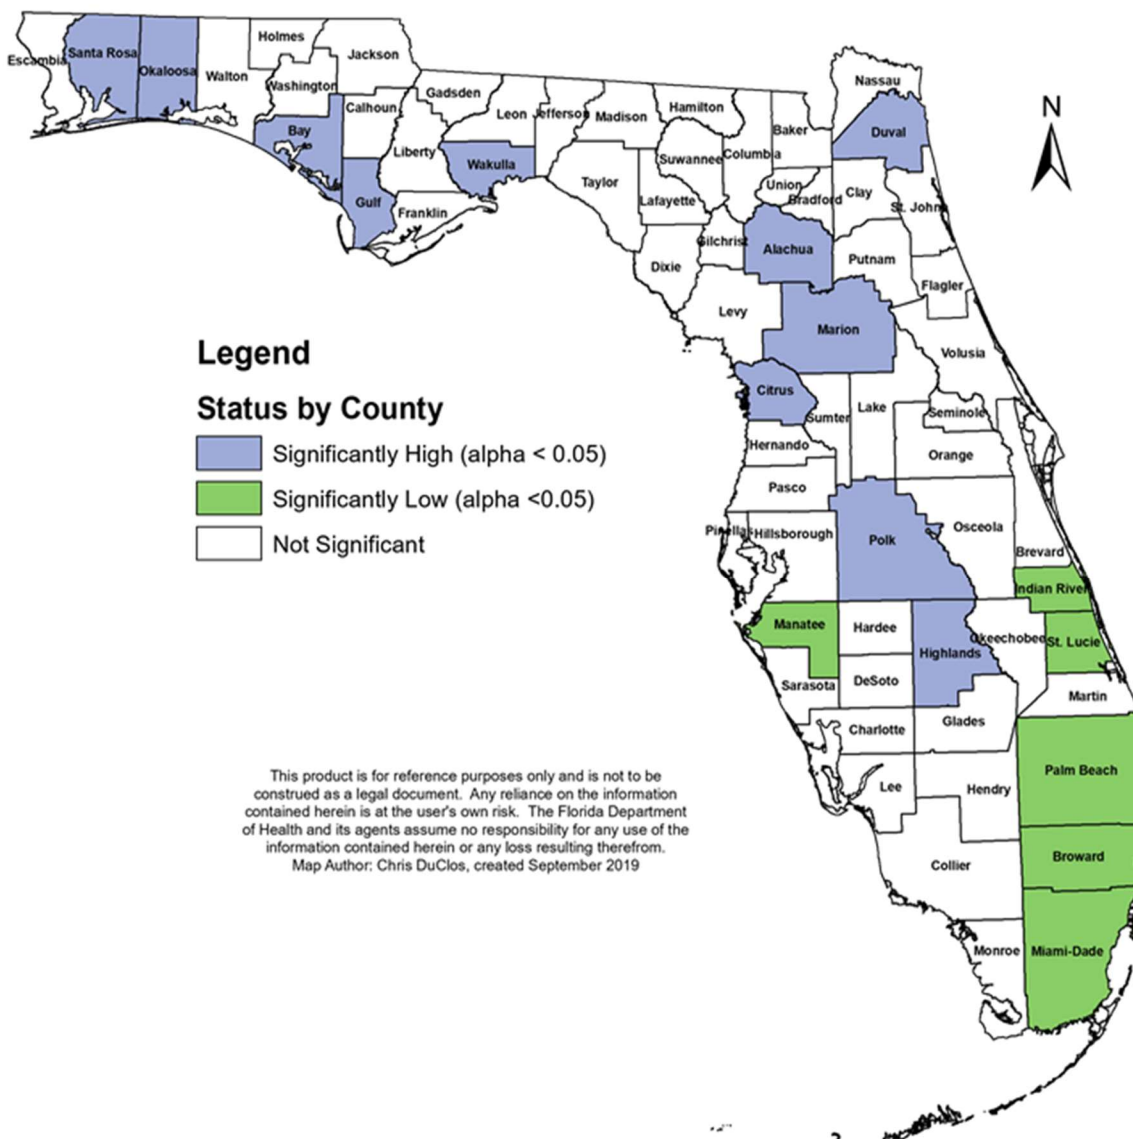 Escambia
Santa Rosa
Okaloosa
Walton
Holmes
Washington
Jackson
Bay
Calhoun
Gulf
Gadsden
Liberty
Franklin
Leon
Wakulla
Jefferson
Madison
Taylor
Hamilton
Suwannee
Lafayette
Dixie
Columbia
Gilchrist
Levy
Baker
Union
Bradford
Alachua
Marion
Nassau
Duval
Clay
St. John
Putnam
Flagler
Volusia
N
Citrus
Sumter
Lake
Seminole
Hernando
Orange
Pasco
Pinellas
Hillsborough
Polk
Osceola
Brevard
Indian River
Manatee
Hardee
Highlands
Okeechobee
St. Lucie
Sarasota
DeSoto
Martin
Charlotte
Glades
Lee
Hendry
Palm Beach
Collier
Broward
Monroe
Miami-Dade
Legend
Status by County
Significantly High (alpha < 0.05)
Significantly Low (alpha <0.05)
Not Significant
This product is for reference purposes only and is not to be
construed as a legal document. Any reliance on the information
contained herein is at the user's own risk. The Florida Department
of Health and its agents assume no responsibility for any use of the
information contained herein or any loss resulting therefrom.
Map Author: Chris DuClos, created September 2019